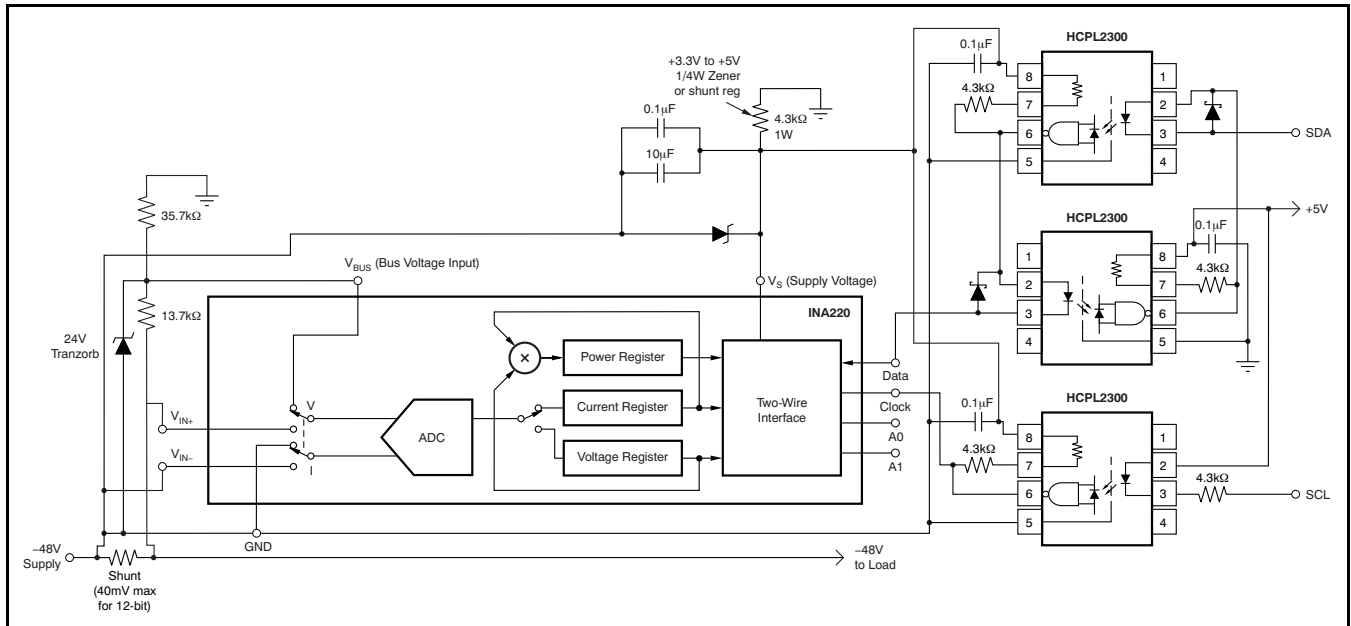 HCPL2300
0.1μF
8
1
+3.3V to +5V
1/4W Zener
or shunt reg
4.3kΩ
7
2
0.1μF
4.3kΩ
1W
6
3
SDA
10μF
5
4
35.7kΩ
HCPL2300
+5V
0.1μF
1
8
VBUS (Bus Voltage Input)
4.3kΩ
2
7
VS (Supply Voltage)
13.7kΩ
INA220
3
6
24V
Tranzorb
4
5
×
Power Register
Data
HCPL2300
Two-Wire
Interface
Clock
0.1μF
V
Current Register
VIN+
ADC
A0
8
1
4.3kΩ
Voltage Register
A1
7
2
VIN–
I
4.3kΩ
6
3
SCL
5
4
GND
–48V
Supply
–48V
to Load
Shunt
(40mV max
for 12-bit)